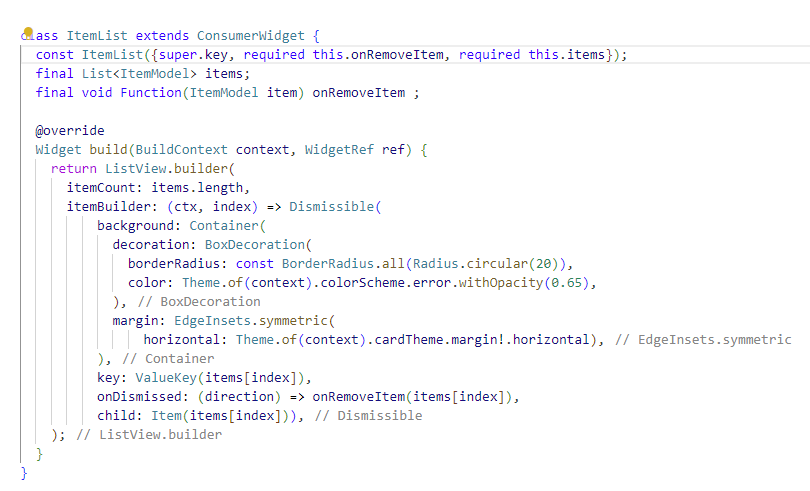 class ItemList extends ConsumerWidget {
  const ItemList({super.key, required this.onRemoveItem, required this.items});
  final List<ItemModel> items;
  final void Function(ItemModel item) onRemoveItem ;

  @override
  Widget build(BuildContext context, WidgetRef ref) {
    return ListView.builder(
      itemCount: items.length,
      itemBuilder: (ctx, index) => Dismissible(
          background: Container(
            decoration: BoxDecoration(
              borderRadius: const BorderRadius.all(Radius.circular(20)),
              color: Theme.of(context).colorScheme.error.withOpacity(0.65),
            ), // BoxDecoration
            margin: EdgeInsets.symmetric(
                horizontal: Theme.of(context).cardTheme.margin!.horizontal), // EdgeInsets.symmetric
          ), // Container
          key: ValueKey(items[index]),
          onDismissed: (direction) => onRemoveItem(items[index]),
          child: Item(items[index])), // Dismissible
    ); // ListView.builder
  }
}